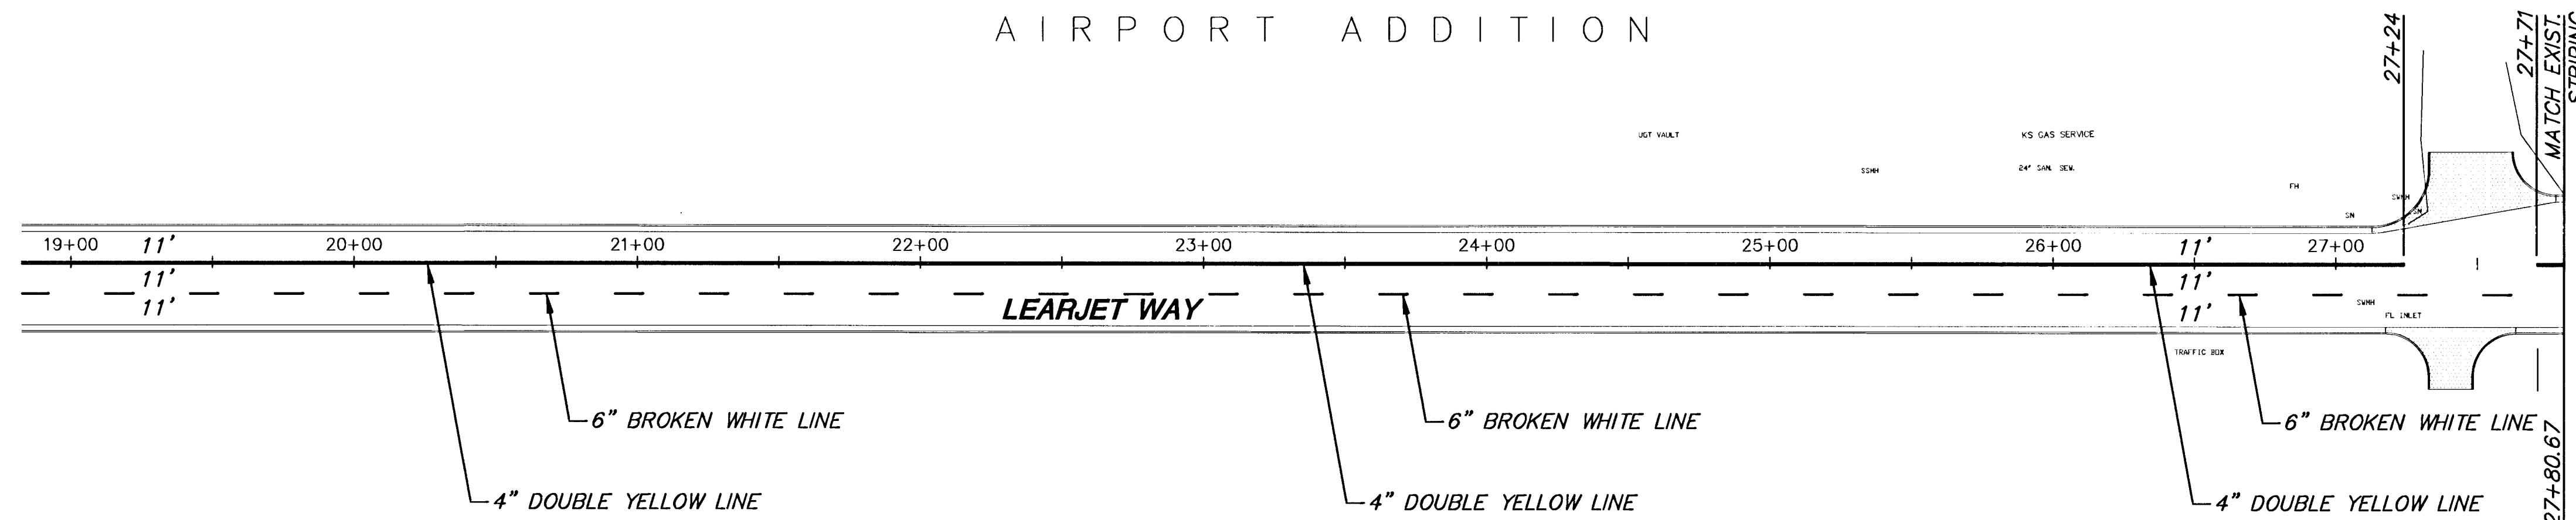 AIRPORT ADDITION
27+24
27+71
MATCH EXIST.
STRIPING
UGT VAULT
KS GAS SERVICE
SSMH
24" SAN. SEW.
FH
SWMH
SN
SN
19+00
11'
20+00
21+00
22+00
23+00
24+00
25+00
26+00
11'
27+00
11'
11'
11'
11'
LEARJET WAY
SWMH
FL INLET
TRAFFIC BOX
6" BROKEN WHITE LINE
6" BROKEN WHITE LINE
6" BROKEN WHITE LINE
27+80.67
4" DOUBLE YELLOW LINE
4" DOUBLE YELLOW LINE
4" DOUBLE YELLOW LINE